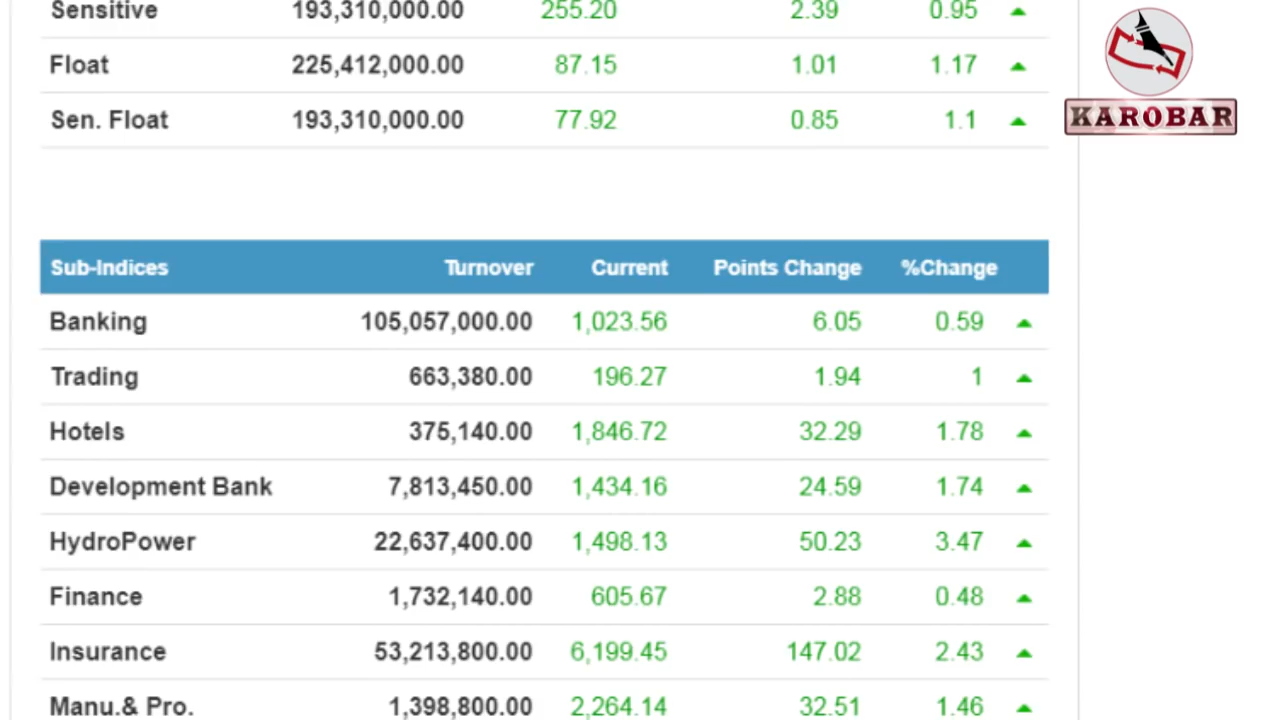 Sensitive 193,310,000.00 255.20 2.39 0.95
Float 225,412,000.00 87.15 1.01 1.17
Sen. Float 193,310,000.00 77.92 0.85 1.1
KAROBAR
Sub-Indices Turnover Current Points Change %Change
Banking 105,057,000.00 1,023.56 6.05 0.59
Trading 663,380.00 196.27 1.94 1
Hotels 375,140.00 1,846.72 32.29 1.78
Development Bank 7,813,450.00 1,434.16 24.59 1.74
HydroPower 22,637,400.00 1,498.13 50.23 3.47
Finance 1,732,140.00 605.67 2.88 0.48
Insurance 53,213,800.00 6,199.45 147.02 2.43
Manu.& Pro. 1,398,800.00 2,264.14 32.51 1.46